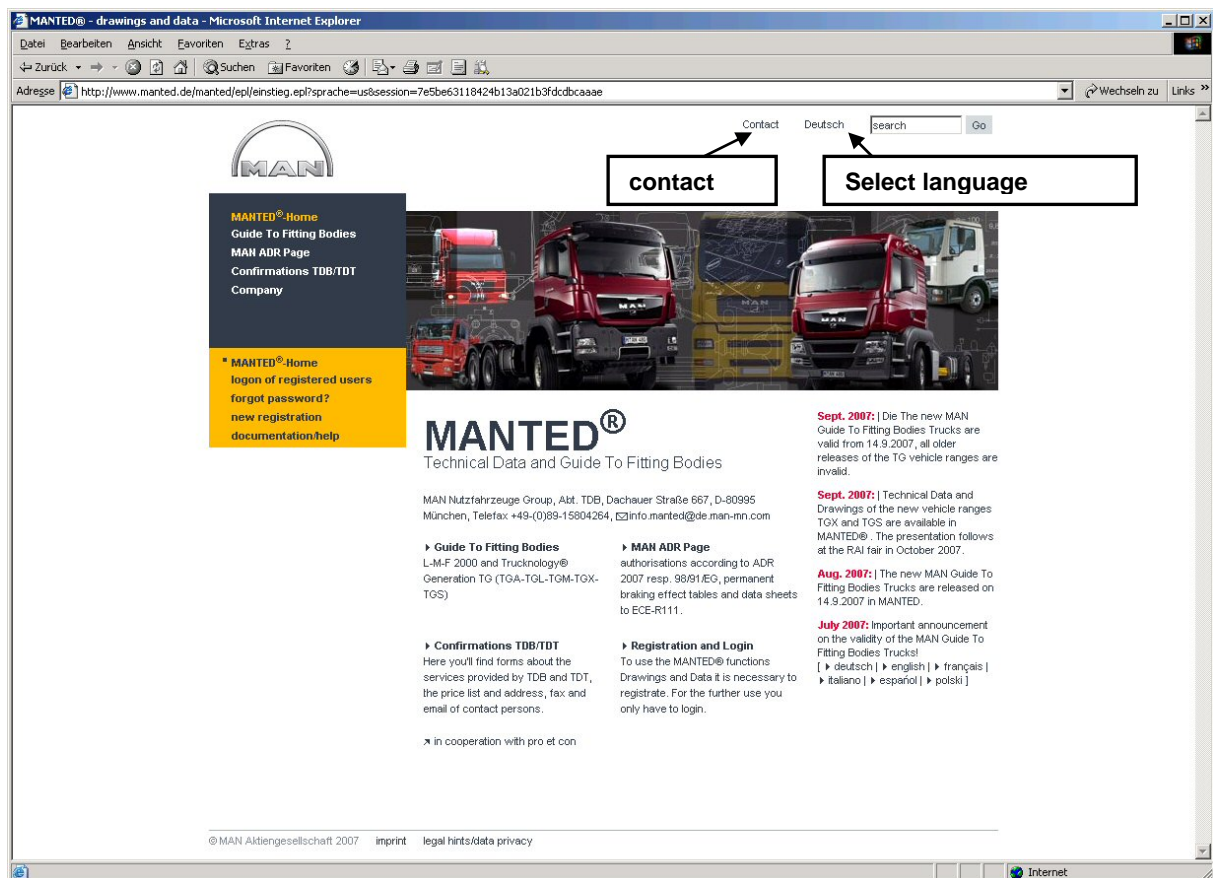 MANTED® - drawings and data - Microsoft Internet Explorer
Datei Bearbeiten Ansicht Favoriten Extras ?
Zurück Suchen Favoriten
Adresse http://www.manted.de/manted/epl/einstieg.epl?sprache=us&session=7e5be63118424b13a021b3fdcdbcaaae Wechseln zu Links »
Contact Deutsch search Go
MAN
contact
Select language
MANTED®-Home
Guide To Fitting Bodies
MAN ADR Page
Confirmations TDB/TDT
Company
MANTED®-Home
logon of registered users
forgot password?
new registration
documentation/help
MANTED®
Technical Data and Guide To Fitting Bodies
MAN Nutzfahrzeuge Group, Abt. TDB, Dachauer Straße 667, D-80995
München, Telefax +49-(0)89-15804264, info.manted@de.man-mn.com
Guide To Fitting Bodies
L-M-F 2000 and Trucknology®
Generation TG (TGA-TGL-TGM-TGX-
TGS)
MAN ADR Page
authorisations according to ADR
2007 resp. 98/91/EG, permanent
braking effect tables and data sheets
to ECE-R111.
Confirmations TDB/TDT
Here you'll find forms about the
services provided by TDB and TDT,
the price list and address, fax and
email of contact persons.
Registration and Login
To use the MANTED® functions
Drawings and Data it is necessary to
registrate. For the further use you
only have to login.
in cooperation with pro et con
Sept. 2007: | Die The new MAN
Guide To Fitting Bodies Trucks are
valid from 14.9.2007, all older
releases of the TG vehicle ranges are
invalid.
Sept. 2007: | Technical Data and
Drawings of the new vehicle ranges
TGX and TGS are available in
MANTED® . The presentation follows
at the RAI fair in October 2007.
Aug. 2007: | The new MAN Guide To
Fitting Bodies Trucks are released on
14.9.2007 in MANTED.
July 2007: Important announcement
on the validity of the MAN Guide To
Fitting Bodies Trucks!
[ deutsch | english | français |
italiano | español | polski ]
© MAN Aktiengesellschaft 2007 imprint legal hints/data privacy
Internet